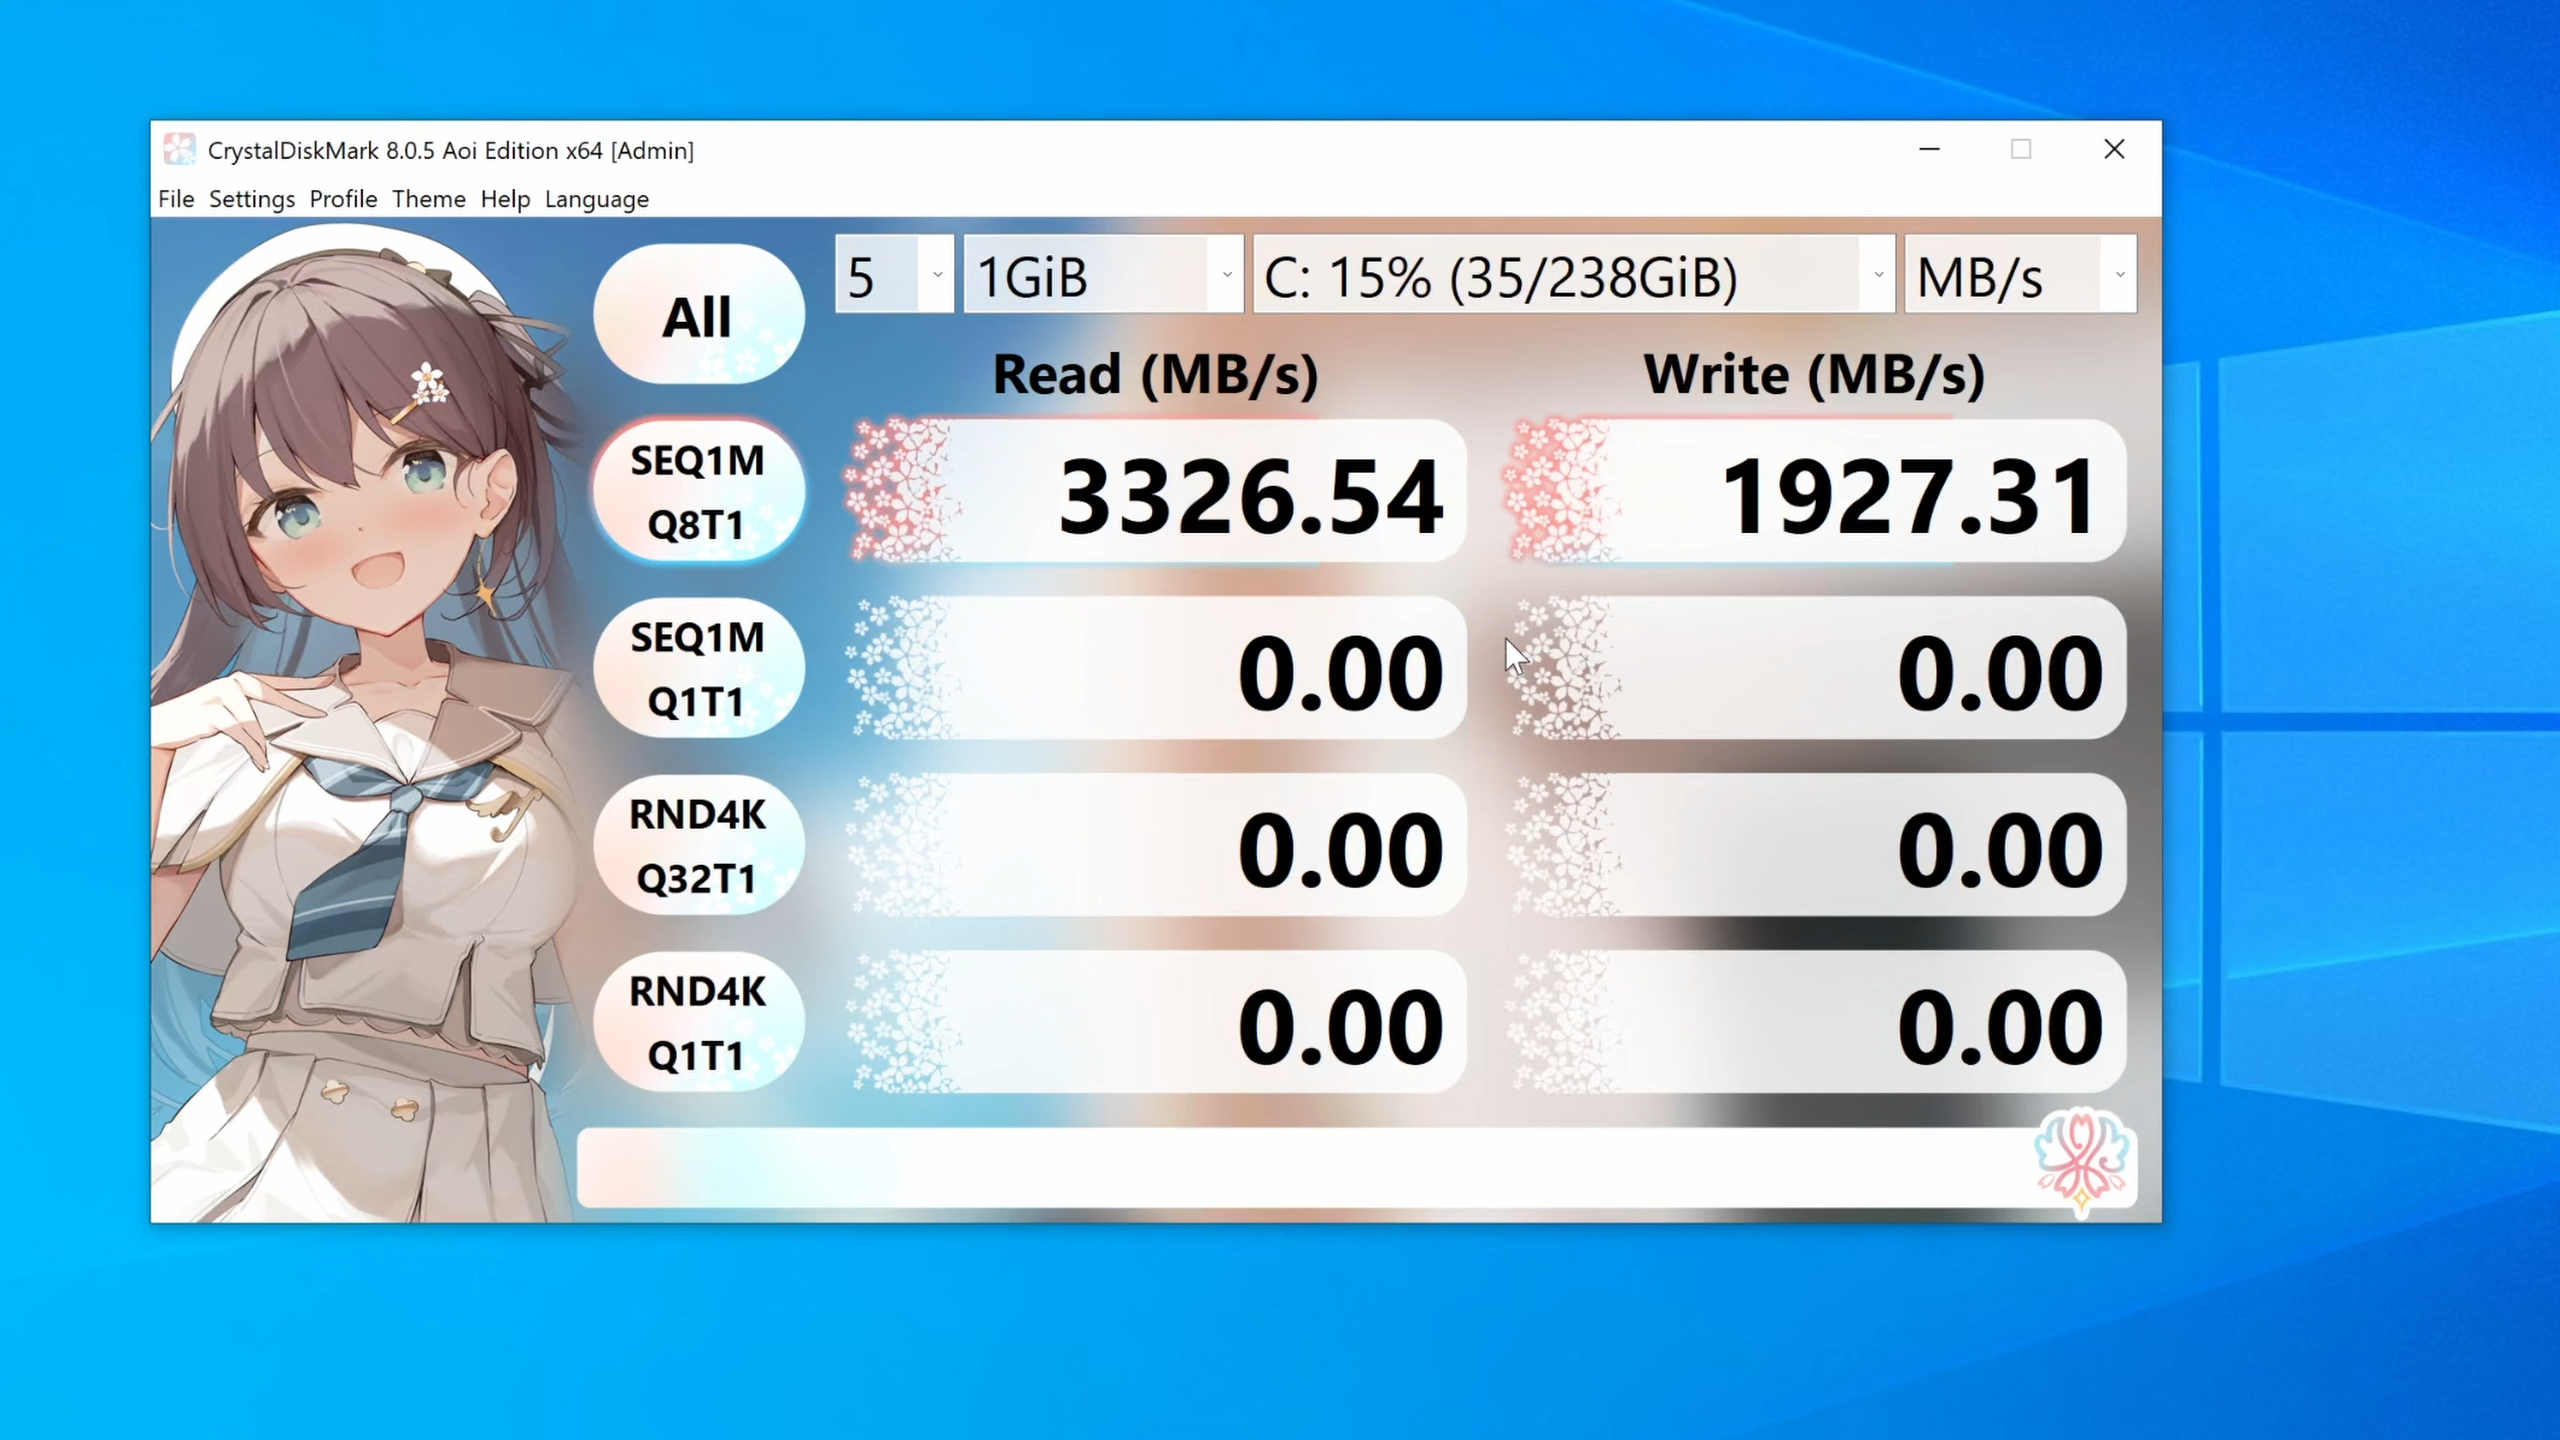 CrystalDiskMark 8.0.5 Aoi Edition x64 [Admin]
File Settings Profile Theme Help Language
All
5
1GiB
C: 15% (35/238GiB)
MB/s
Read (MB/s)
Write (MB/s)
SEQ1M
Q8T1
3326.54
1927.31
SEQ1M
Q1T1
0.00
0.00
RND4K
Q32T1
0.00
0.00
RND4K
Q1T1
0.00
0.00